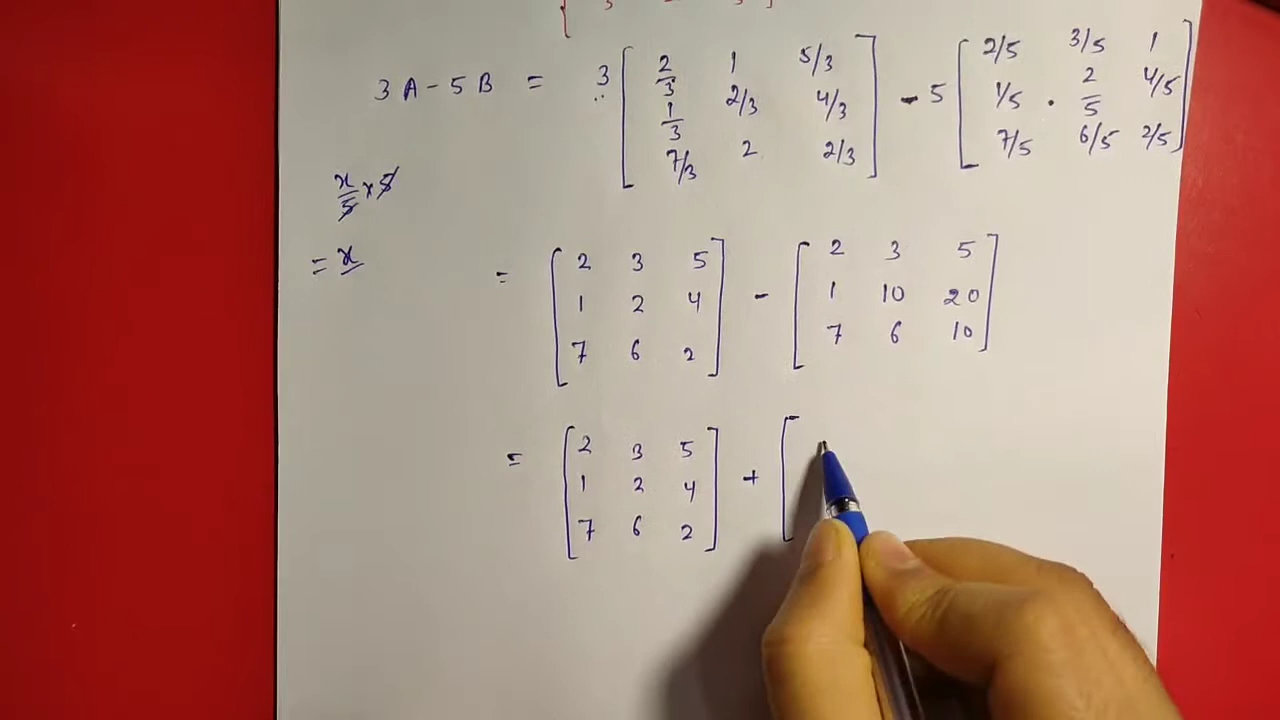 3 A - 5 B = 3 [ 2/3 1 5/3 ] - 5 [ 2/5 3/5 1 ]
[ 1/3 2/3 4/3 ] [ 1/5 . 2/5 4/5 ]
[ 7/3 2 2/3 ] [ 7/5 6/5 2/5 ]
x/5 × 5
= x
= [ 2 3 5 ] - [ 2 3 5 ]
[ 1 2 4 ] [ 1 10 20 ]
[ 7 6 2 ] [ 7 6 10 ]
= [ 2 3 5 ] + [
[ 1 2 4 ]
[ 7 6 2 ]